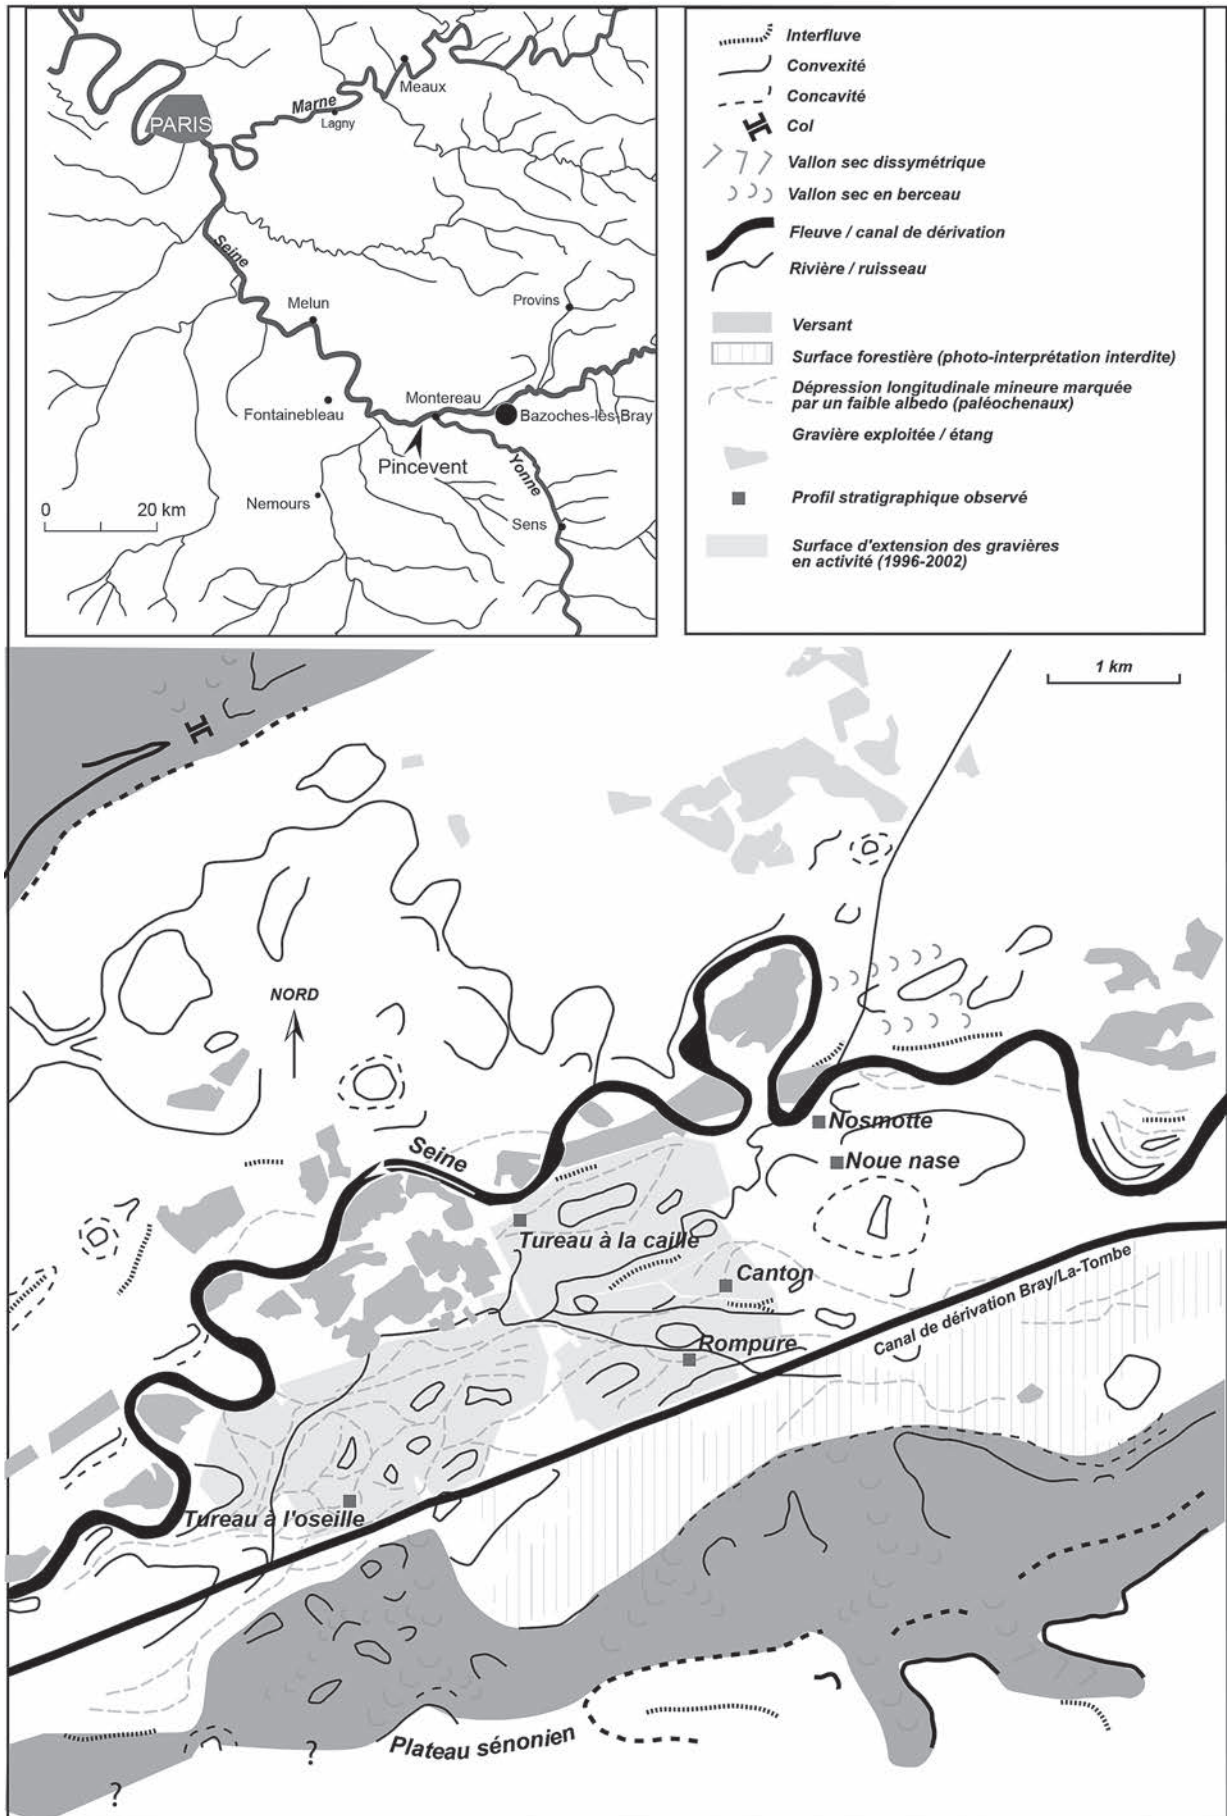 Meaux
Marne
Lagny
PARIS
Seine
Melun
Provins
Montereau
Fontainebleau
Bazoches-lès-Bray
Pincevent
Yonne
Nemours
Sens
0
20 km
Interfluve
Convexité
Concavité
Col
Vallon sec dissymétrique
Vallon sec en berceau
Fleuve / canal de dérivation
Rivière / ruisseau
Versant
Surface forestière (photo-interprétation interdite)
Dépression longitudinale mineure marquée
par un faible albedo (paléochenaux)
Gravière exploitée / étang
Profil stratigraphique observé
Surface d'extension des gravières
en activité (1996-2002)
1 km
NORD
Seine
Nosmotte
Noue nase
Tureau à la caille
Canton
Canal de dérivation Bray/La-Tombe
Rompure
Tureau à l'oseille
Plateau sénonien
?
?